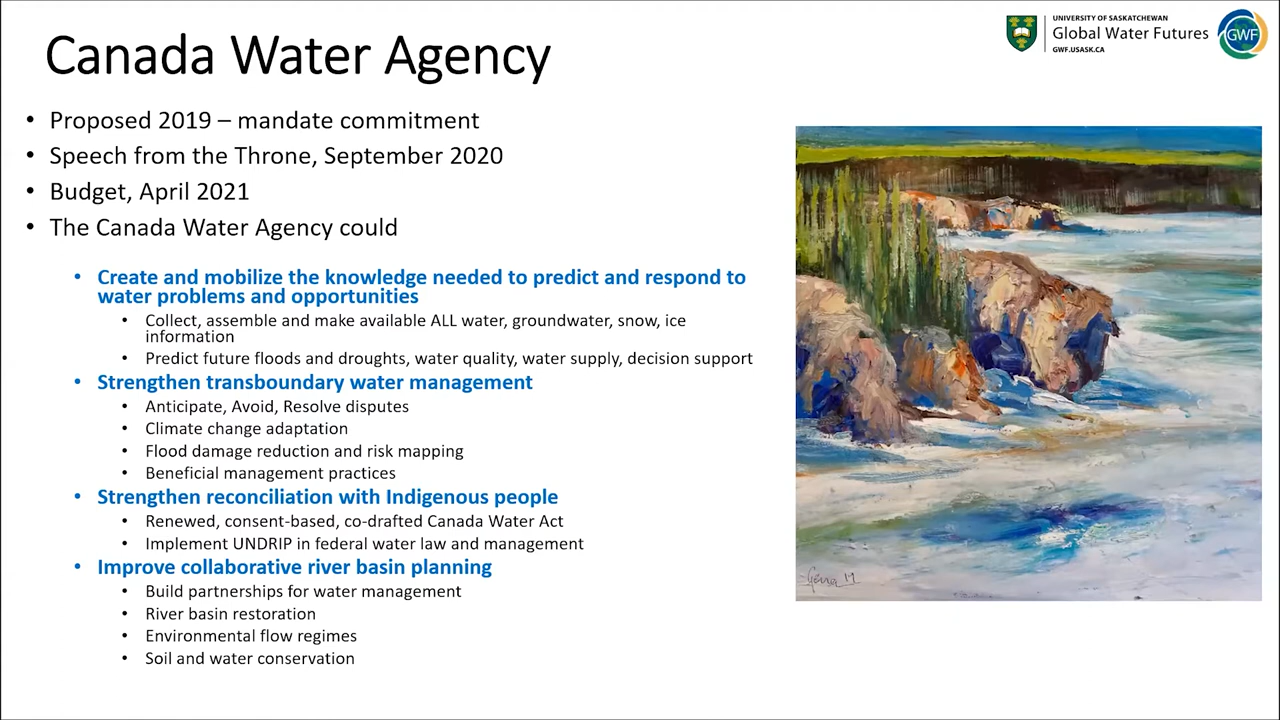 Canada Water Agency
UNIVERSITY OF SASKATCHEWAN
Global Water Futures
GWF.USASK.CA
GWF
• Proposed 2019 – mandate commitment
• Speech from the Throne, September 2020
• Budget, April 2021
• The Canada Water Agency could
• Create and mobilize the knowledge needed to predict and respond to
water problems and opportunities
• Collect, assemble and make available ALL water, groundwater, snow, ice
information
• Predict future floods and droughts, water quality, water supply, decision support
• Strengthen transboundary water management
• Anticipate, Avoid, Resolve disputes
• Climate change adaptation
• Flood damage reduction and risk mapping
• Beneficial management practices
• Strengthen reconciliation with Indigenous people
• Renewed, consent-based, co-drafted Canada Water Act
• Implement UNDRIP in federal water law and management
• Improve collaborative river basin planning
• Build partnerships for water management
• River basin restoration
• Environmental flow regimes
• Soil and water conservation